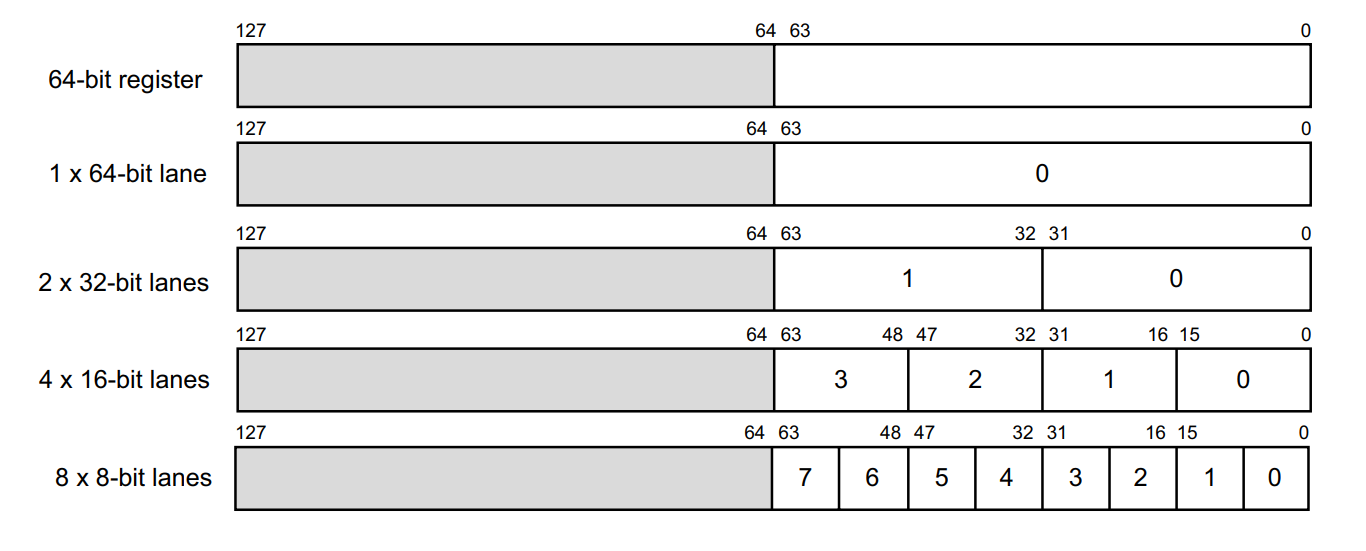 127 64 63 0
64-bit register
127 64 63 0
1 x 64-bit lane 0
127 64 63 32 31 0
2 x 32-bit lanes 1 0
127 64 63 48 47 32 31 16 15 0
4 x 16-bit lanes 3 2 1 0
127 64 63 48 47 32 31 16 15 0
8 x 8-bit lanes 7 6 5 4 3 2 1 0